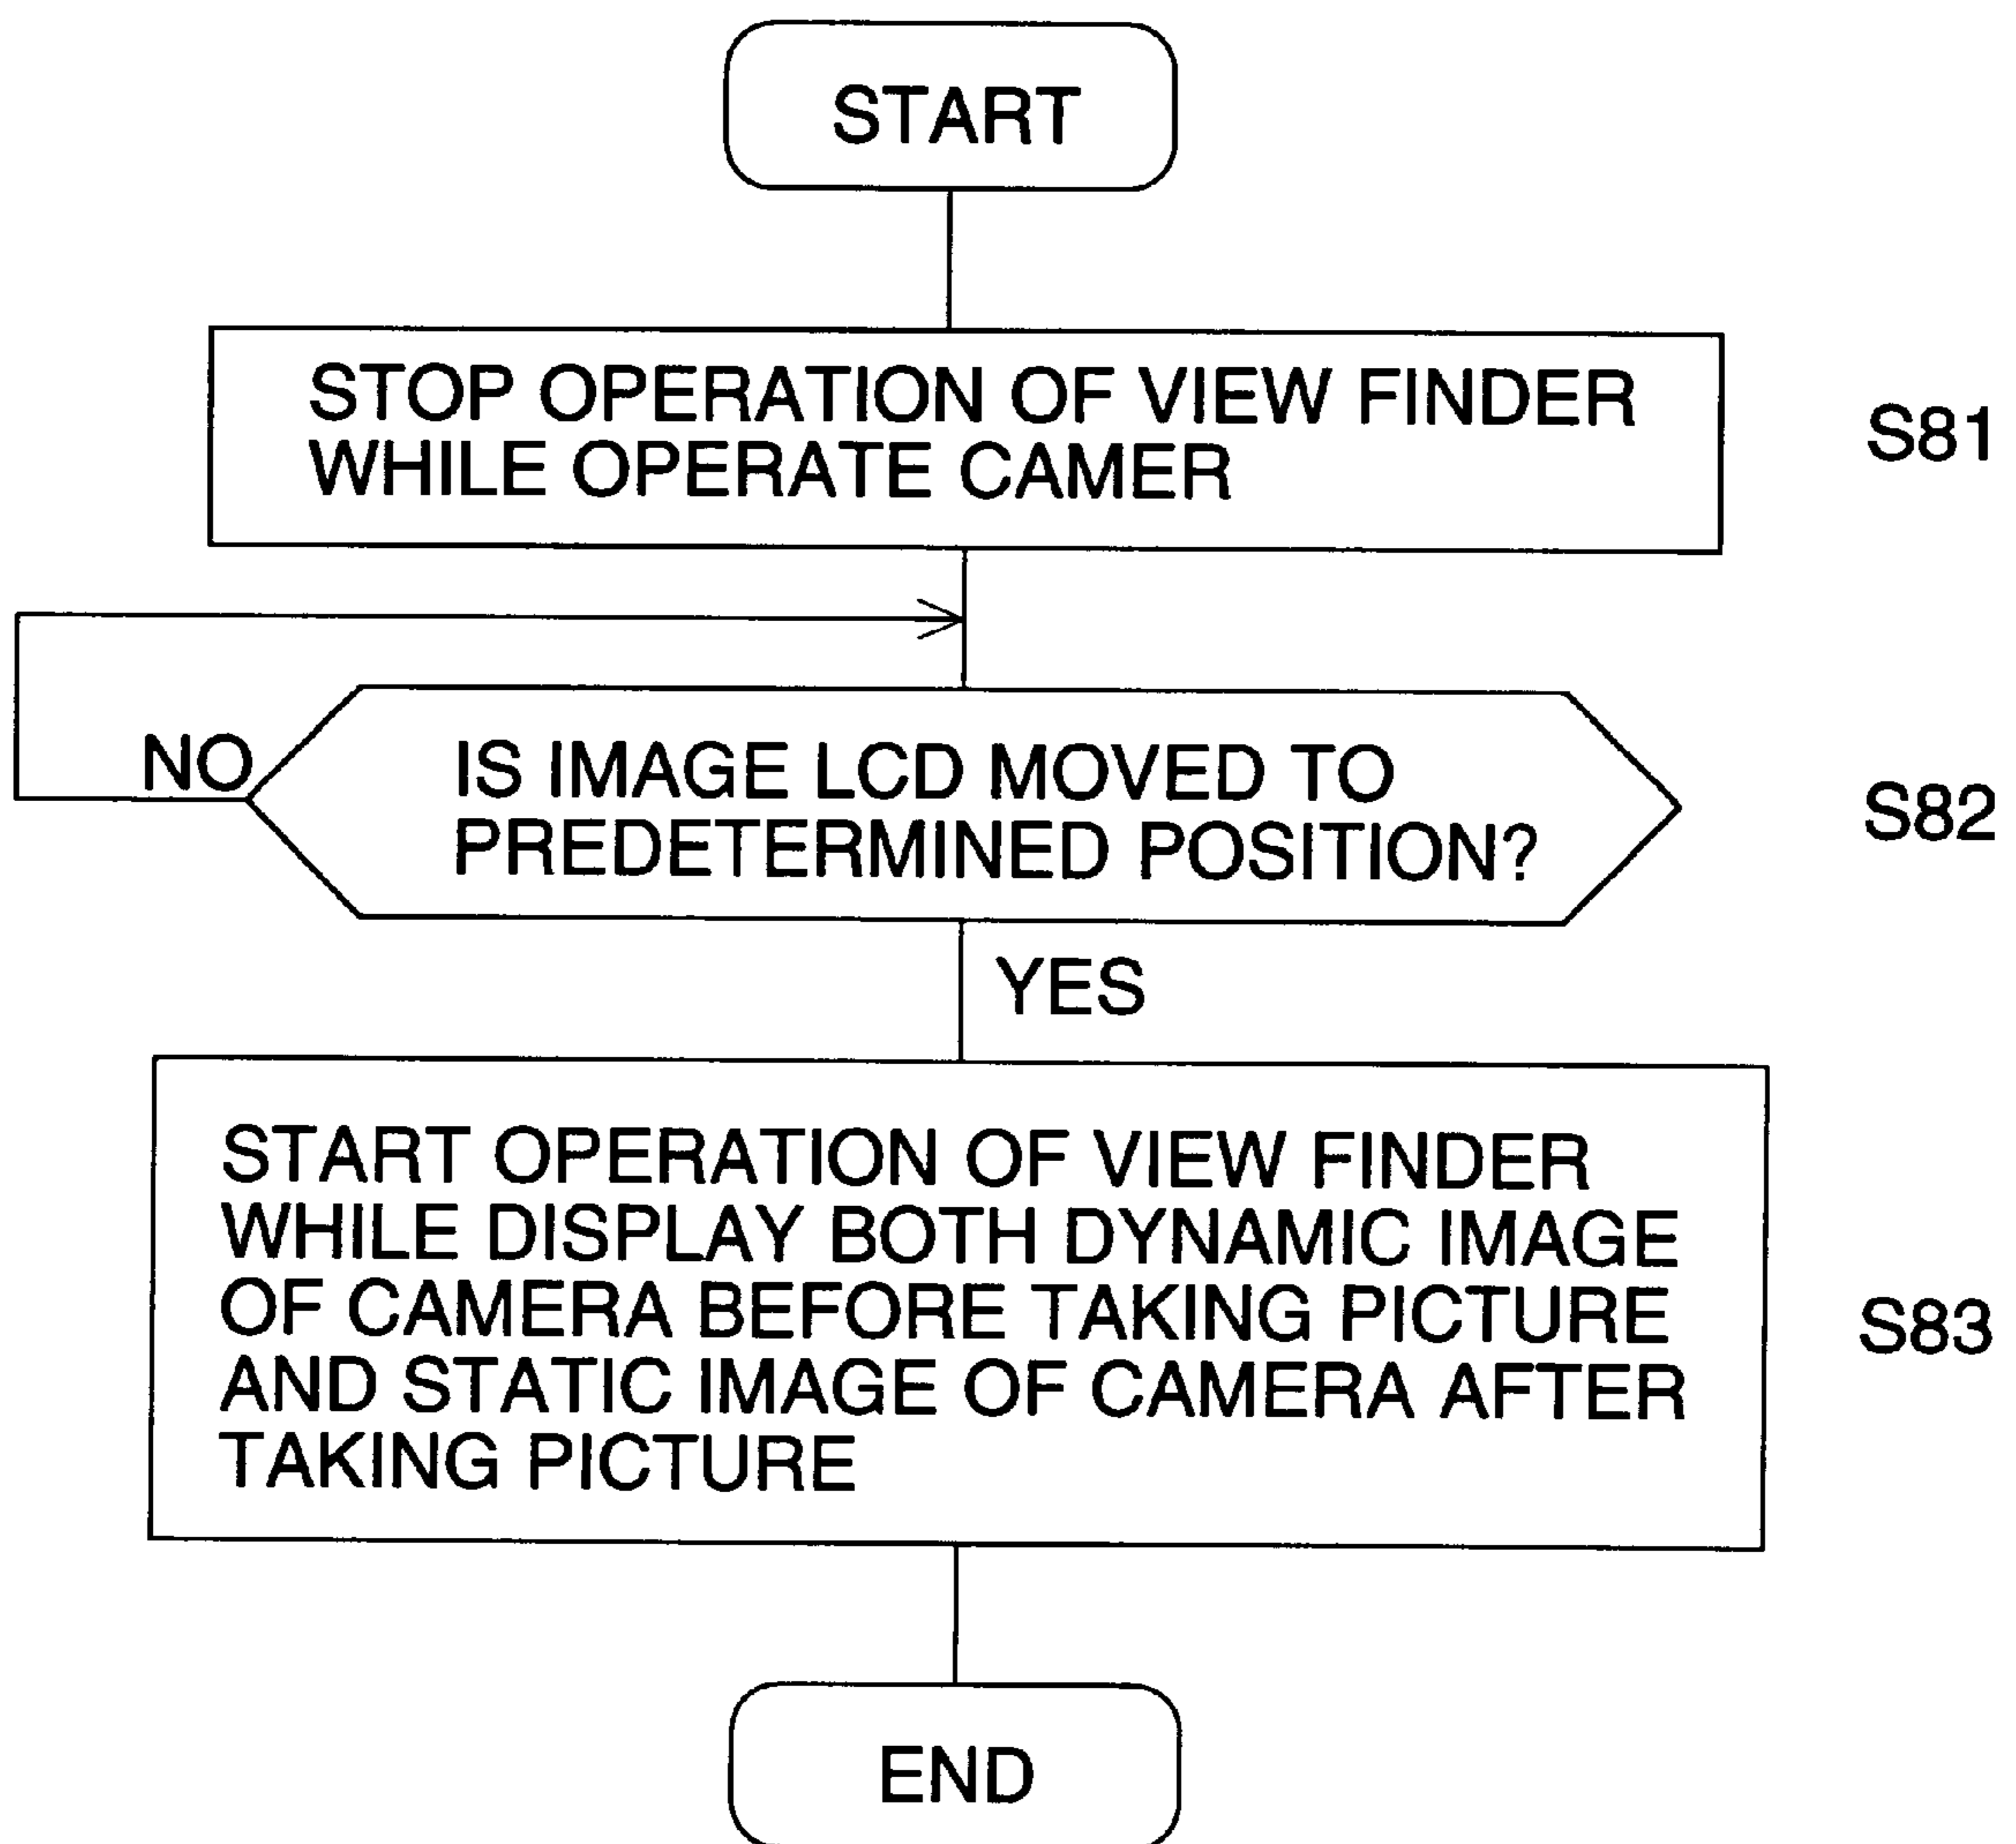 START
STOP OPERATION OF VIEW FINDER
WHILE OPERATE CAMER
S81
NO
IS IMAGE LCD MOVED TO
PREDETERMINED POSITION?
S82
YES
START OPERATION OF VIEW FINDER
WHILE DISPLAY BOTH DYNAMIC IMAGE
OF CAMERA BEFORE TAKING PICTURE
AND STATIC IMAGE OF CAMERA AFTER
TAKING PICTURE
S83
END